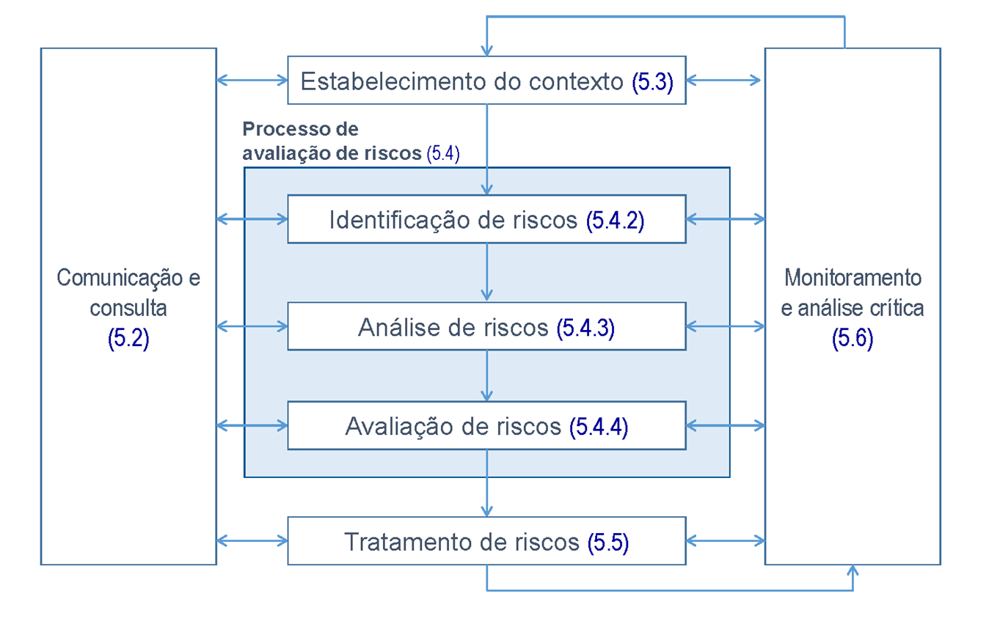 Estabelecimento do contexto (5.3)
Processo de
avaliação de riscos (5.4)
Identificação de riscos (5.4.2)
Comunicação e
consulta
(5.2)
Análise de riscos (5.4.3)
Monitoramento
e análise crítica
(5.6)
Avaliação de riscos (5.4.4)
Tratamento de riscos (5.5)